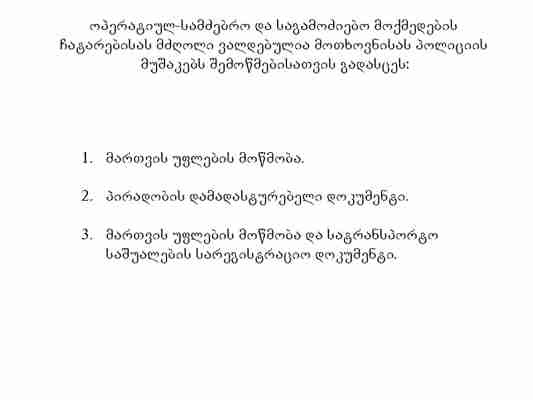 ოპერატიულ-სამძებრო და საგამოძიებო მოქმედების
ჩატარებისას მძღოლი ვალდებულია მოთხოვნისას პოლიციის
მუშაკებს შემოწმებისათვის გადასცეს:
1. მართვის უფლების მოწმობა.
2. პირადობის დამადასტურებელი დოკუმენტი.
3. მართვის უფლების მოწმობა და სატრანსპორტო
საშუალების სარეგისტრაციო დოკუმენტი.